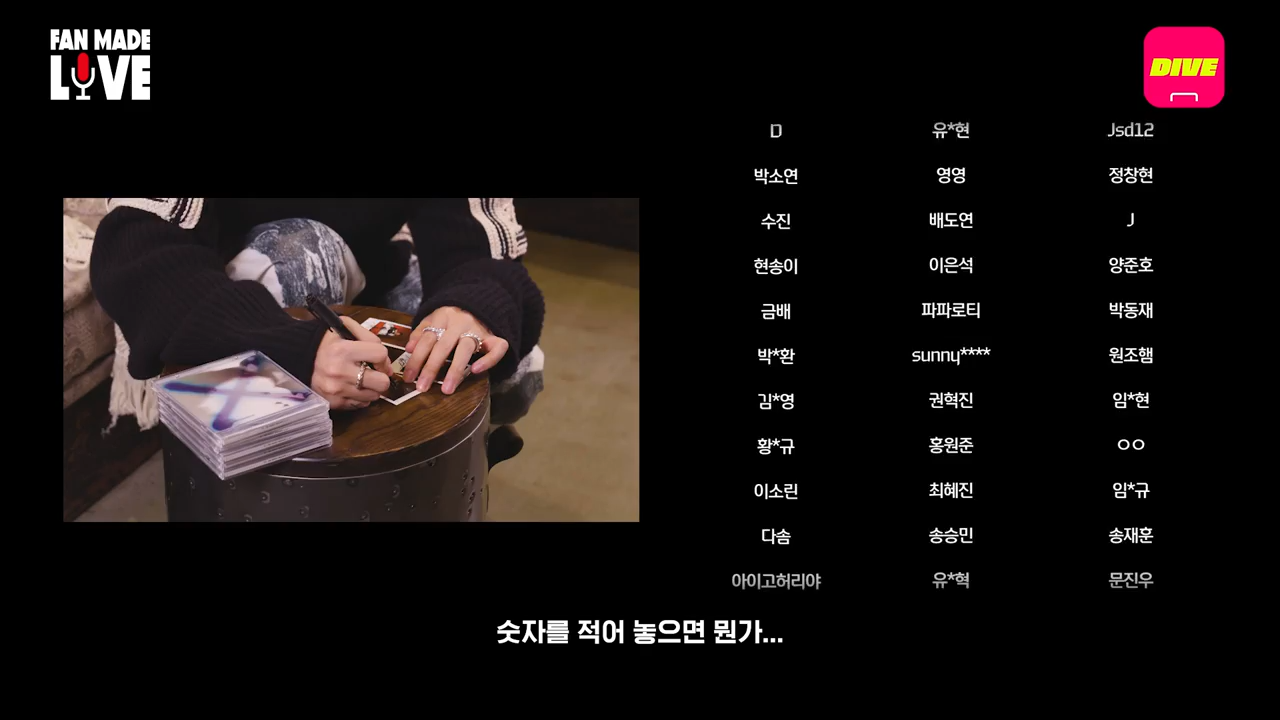 FAN MADE
LIVE
DIVE
D 유*현 Jsd12
박소연 영영 정창현
수진 배도연 J
현송이 이은석 양준호
금배 파파로티 박동재
박*환 sunny**** 원조햄
김*영 권혁진 임*현
황*규 홍원준 ㅇㅇ
이소린 최혜진 임*규
다솜 송승민 송재훈
아이고허리야 유*혁 문진우
숫자를 적어 놓으면 뭔가...